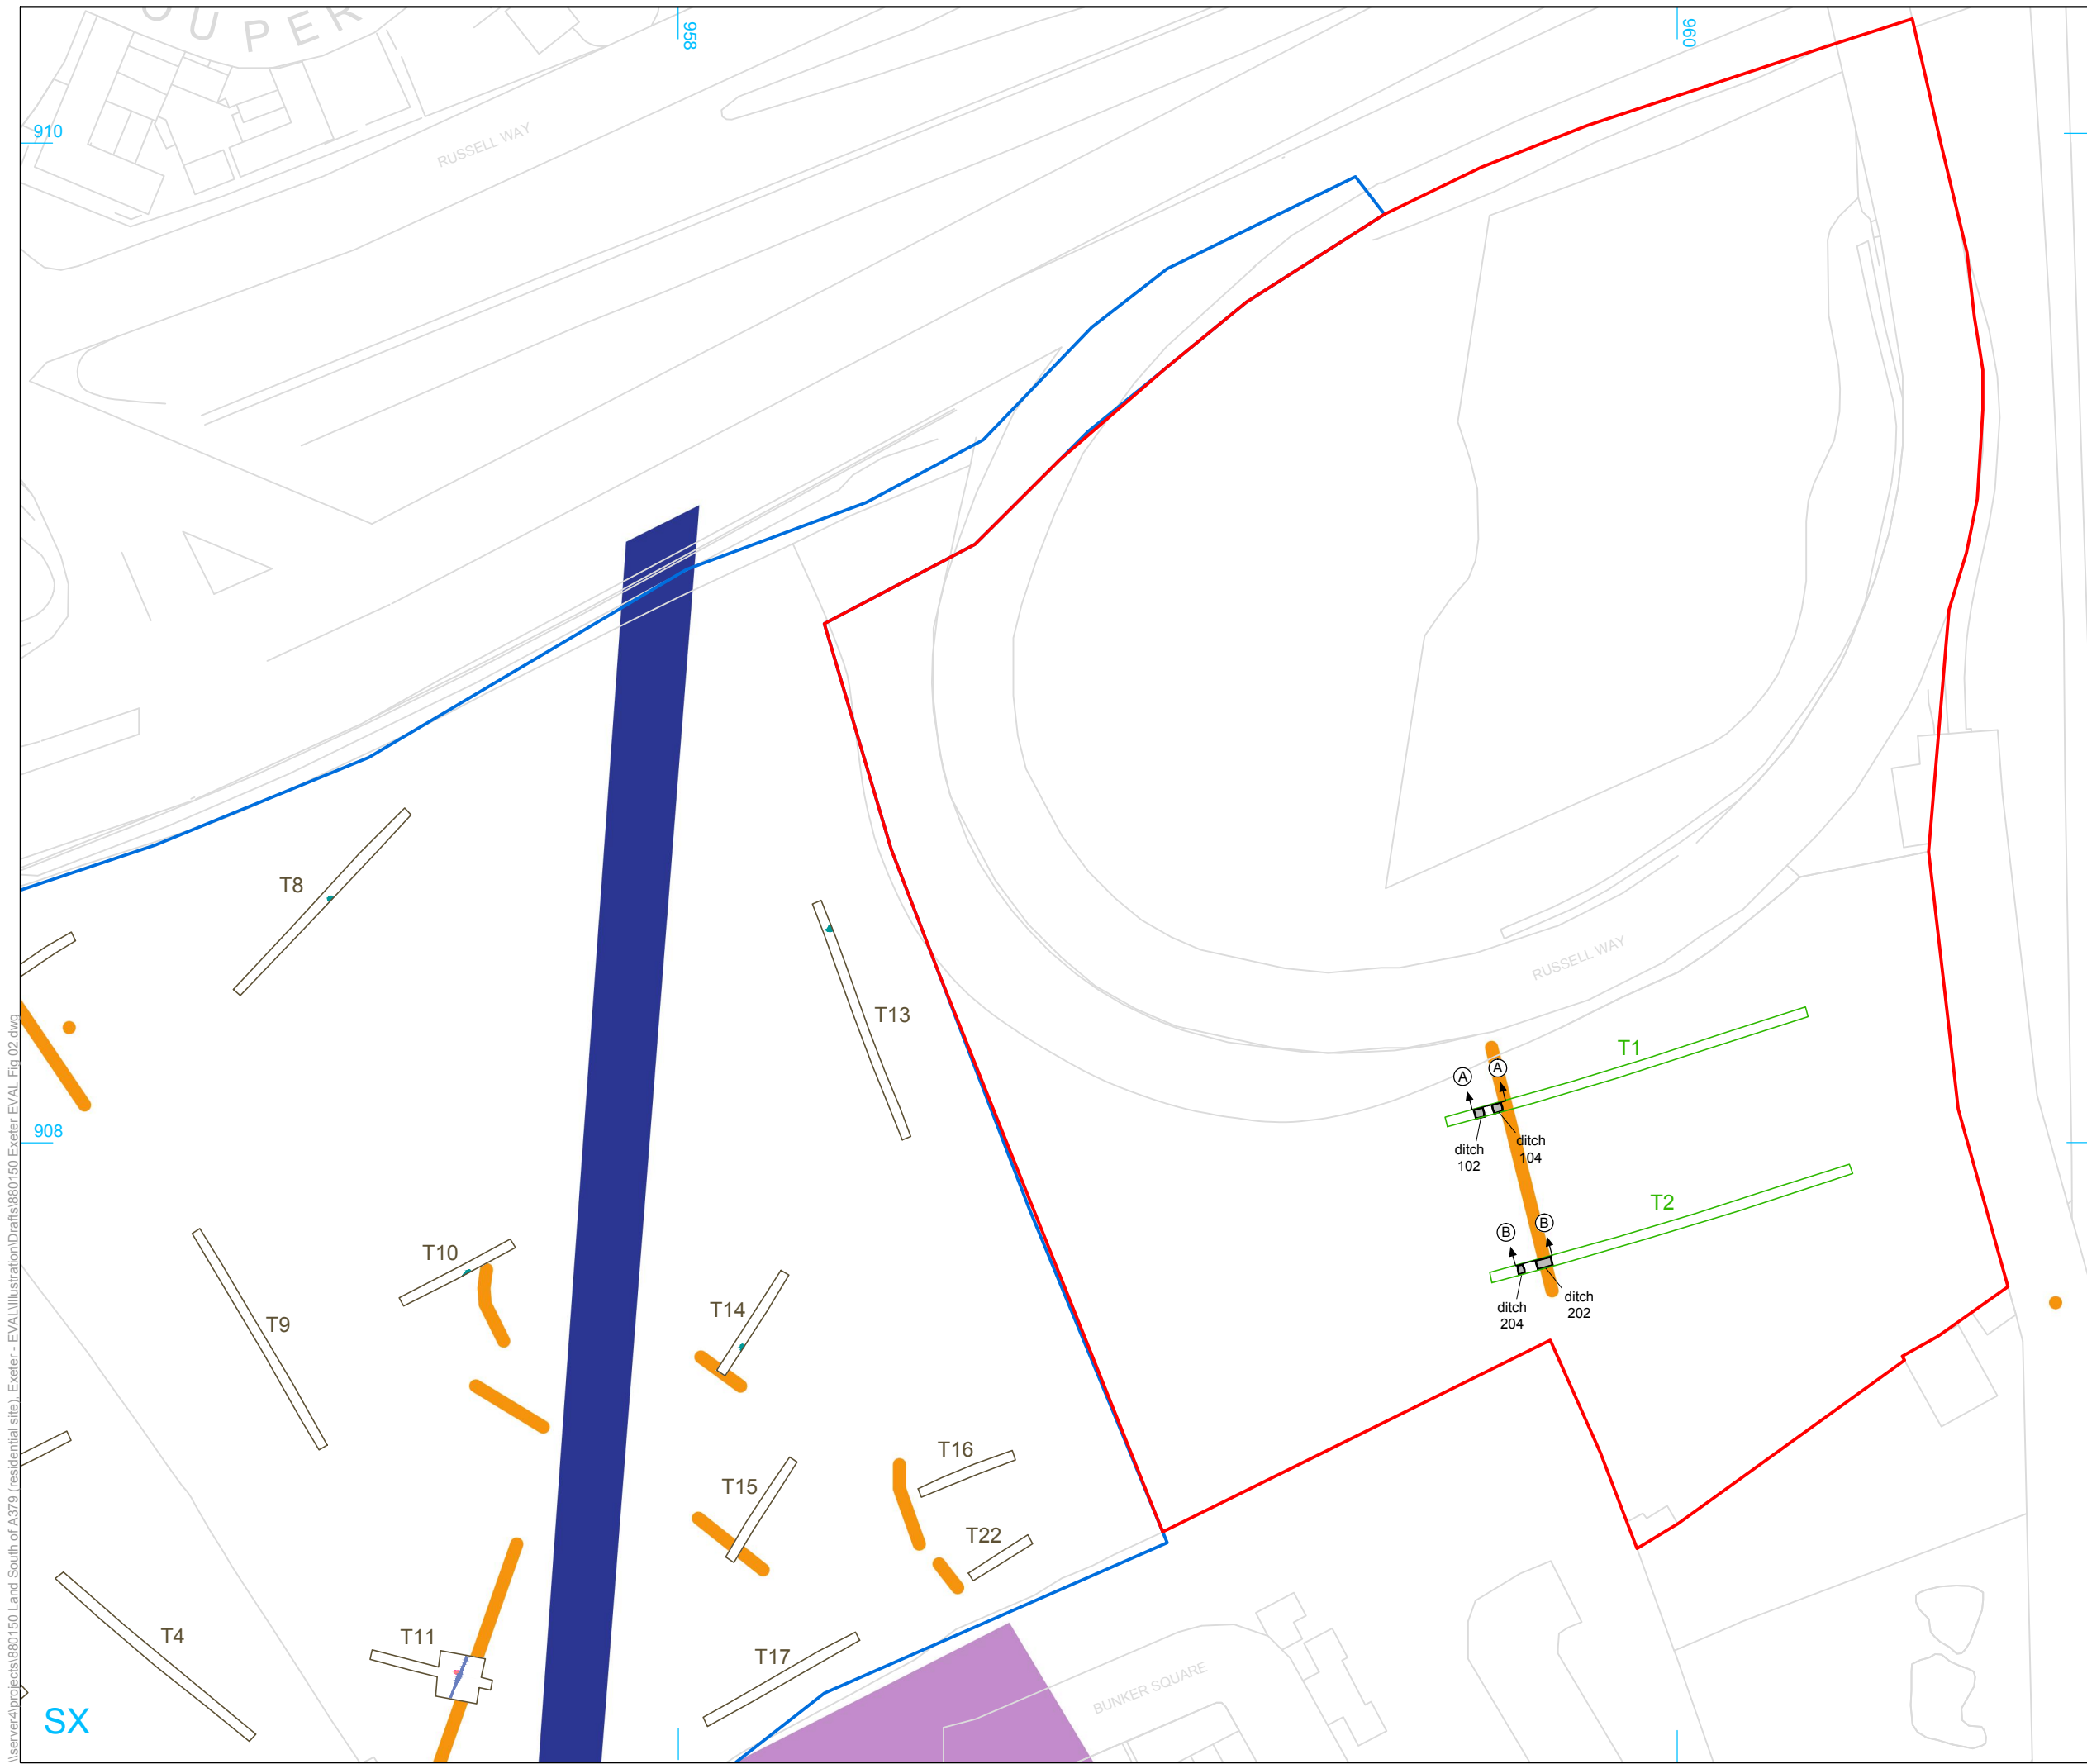 OUPER
958
960
910
RUSSELL WAY
T8
T13
RUSSELL WAY
T1
A
A
908
ditch
102
ditch
104
T2
T10
B
B
T9
T14
ditch
204
ditch
202
T16
T15
T22
T4
T11
T17
BUNKER SQUARE
SX
\\server4\projects\880150 Land South of A379 (residential site), Exeter - EVAL\Illustration\Drafts\880150 Exeter EVAL Fig 02.dwg